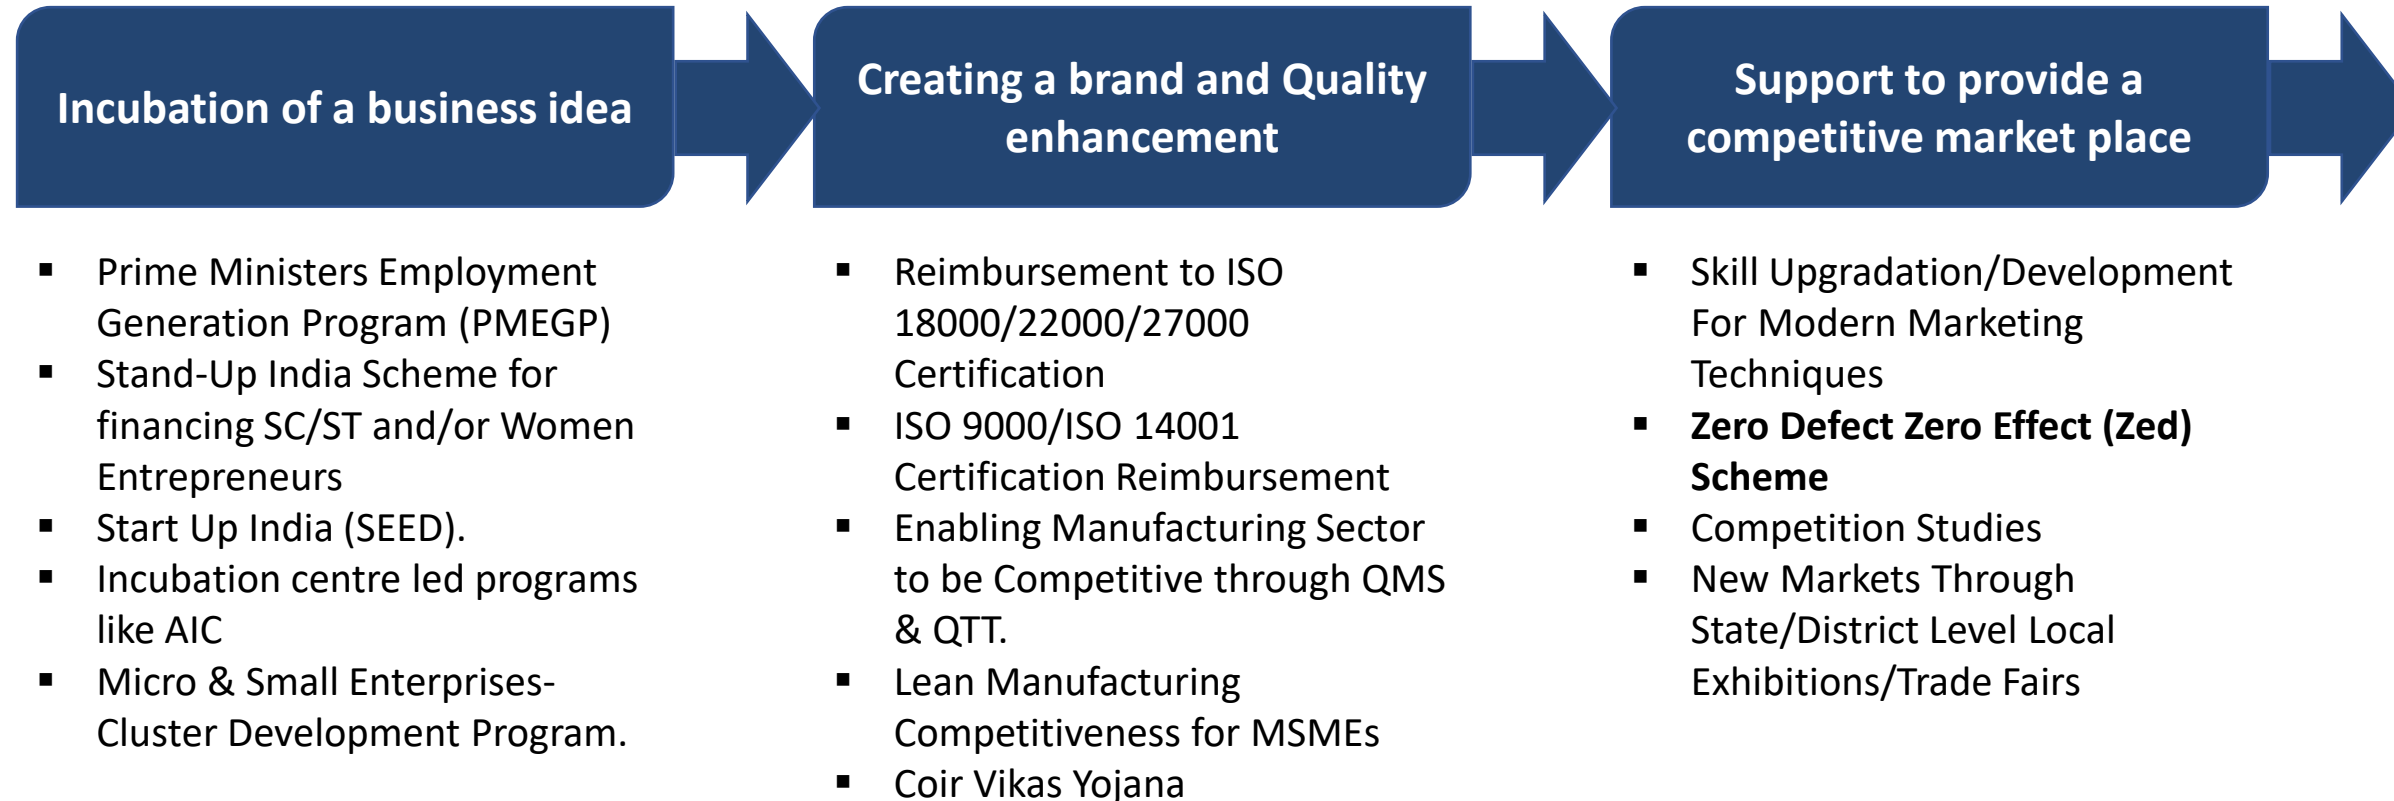 Incubation of a business idea
▪ Prime Ministers Employment
Generation Program (PMEGP)
▪ Stand-Up India Scheme for
financing SC/ST and/or Women
Entrepreneurs
▪ Start Up India (SEED).
▪ Incubation centre led programs
like AIC
▪ Micro & Small Enterprises-
Cluster Development Program.
Creating a brand and Quality
enhancement
▪ Reimbursement to ISO
18000/22000/27000
Certification
▪ ISO 9000/ISO 14001
Certification Reimbursement
▪ Enabling Manufacturing Sector
to be Competitive through QMS
& QTT.
▪ Lean Manufacturing
Competitiveness for MSMEs
▪ Coir Vikas Yojana
Support to provide a
competitive market place
▪ Skill Upgradation/Development
For Modern Marketing
Techniques
▪ Zero Defect Zero Effect (Zed)
Scheme
▪ Competition Studies
▪ New Markets Through
State/District Level Local
Exhibitions/Trade Fairs